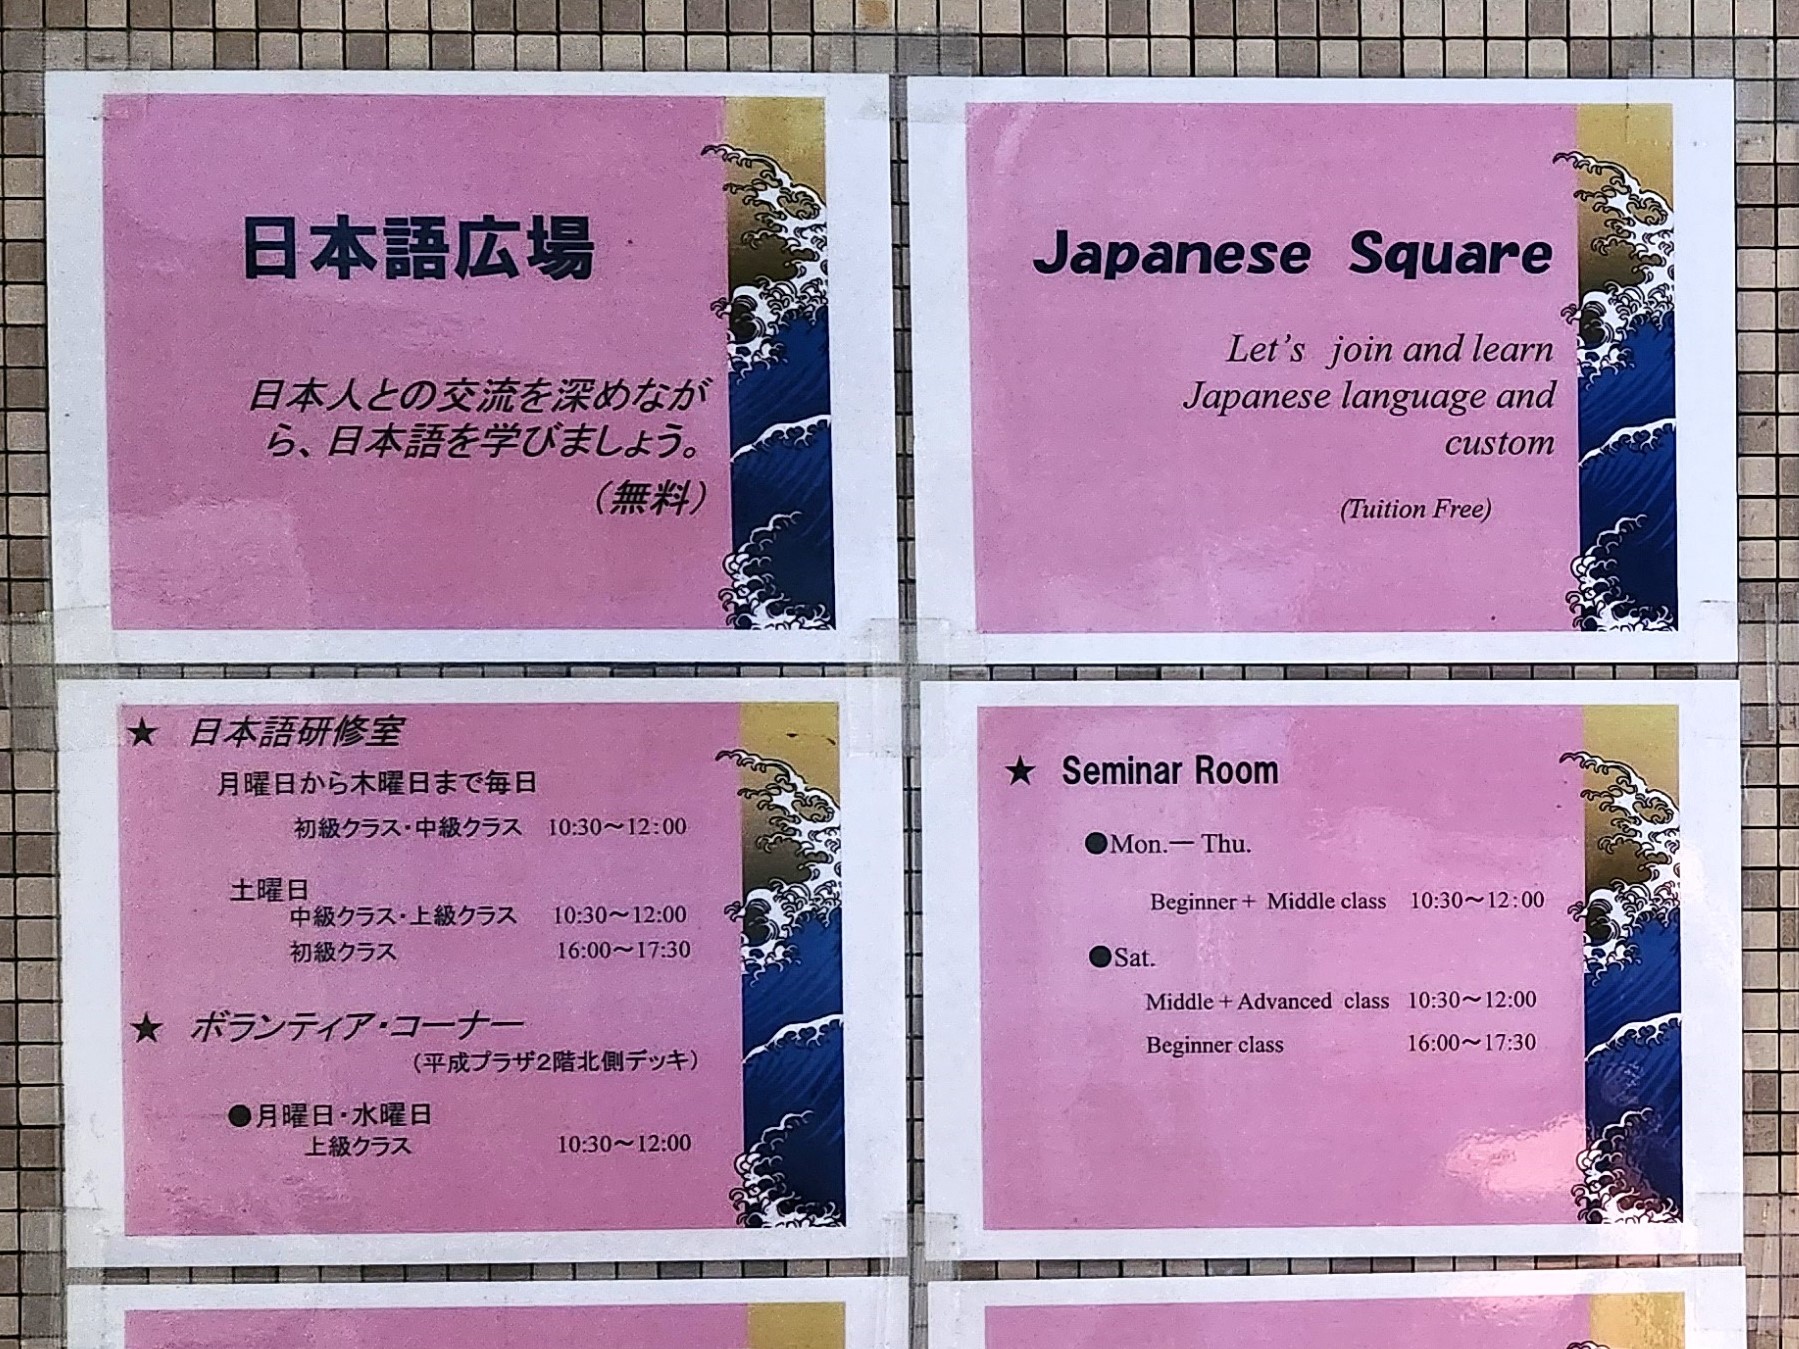 日本語広場
日本人との交流を深めなが
ら、日本語を学びましょう。
（無料）
Japanese Square
Let's join and learn
Japanese language and
custom
(Tuition Free)
★ 日本語研修室
月曜日から木曜日まで毎日
初級クラス・中級クラス 10:30～12:00
土曜日
中級クラス・上級クラス 10:30～12:00
初級クラス 16:00～17:30
★ ボランティア・コーナー
（平成プラザ2階北側デッキ）
●月曜日・水曜日
上級クラス 10:30～12:00
★ Seminar Room
●Mon.― Thu.
Beginner + Middle class 10:30～12:00
●Sat.
Middle + Advanced class 10:30～12:00
Beginner class 16:00～17:30